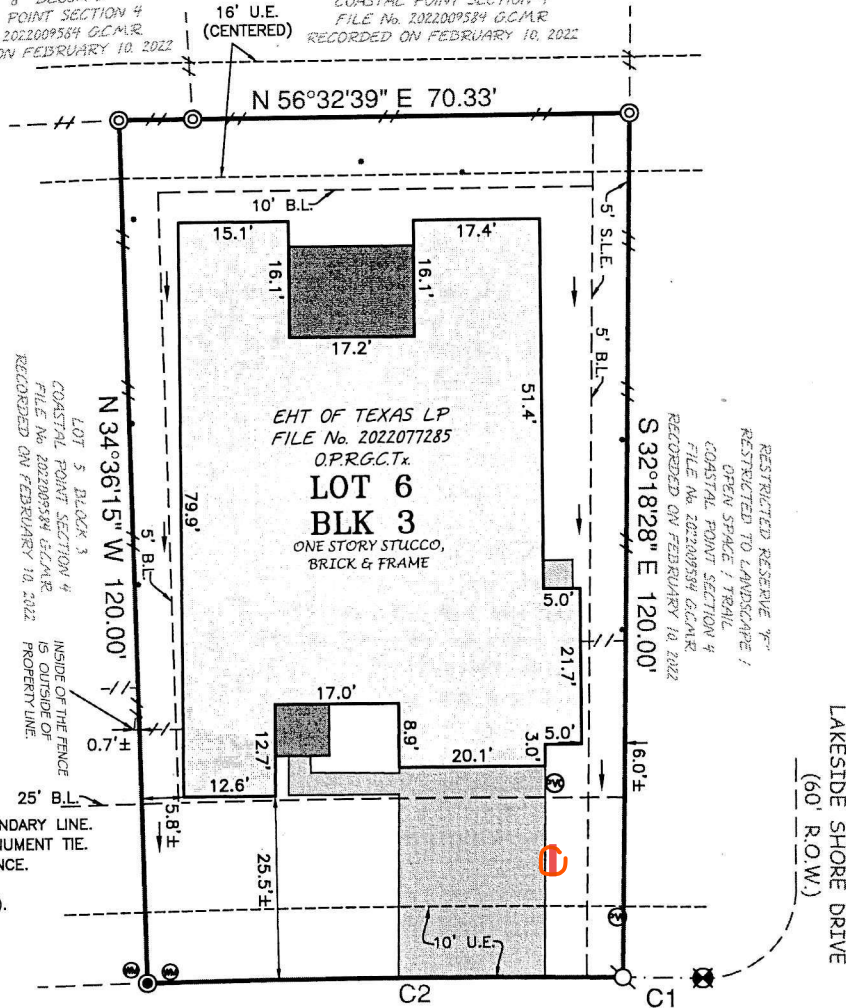 POINT SECTION 4
2022009584 G.C.M.R.
ON FEBRUARY 10, 2022
16' U.E.
(CENTERED)
COASTAL POINT SECTION 4
FILE No. 2022009584 G.C.M.R
RECORDED ON FEBRUARY 10, 2022
N 56°32'39" E 70.33'
10' B.L.
5' S.L.E.
5' B.L.
15.1'
17.4'
16.1'
16.1'
17.2'
51.4'
EHT OF TEXAS LP
FILE No. 2022077285
O.P.R.G.C.Tx.
LOT 6
BLK 3
ONE STORY STUCCO,
BRICK & FRAME
79.9'
N 34°36'15" W 120.00'
S 32°18'28" E 120.00'
LOT 5 BLOCK 3
COASTAL POINT SECTION 4
FILE No 2022009584 G.C.M.R
RECORDED ON FEBRUARY 10, 2022
5' B.L.
RESTRICTED RESERVE "F"
RESTRICTED TO LANDSCAPE /
OPEN SPACE / TRAIL
COASTAL POINT SECTION 4
FILE No. 2022009584 G.C.M.R
RECORDED ON FEBRUARY 10, 2022
5.0'
21.7'
5.0'
3.0'
17.0'
8.9'
12.7'
20.1'
12.6'
INSIDE OF THE FENCE
IS OUTSIDE OF
PROPERTY LINE.
0.7'±
6.0'±
25' B.L.
5.8'±
25.5'±
NDARY LINE.
NUMENT TIE.
NCE.
).
10' U.E.
LAKESIDE SHORE DRIVE
(60' R.O.W.)
C2
C1